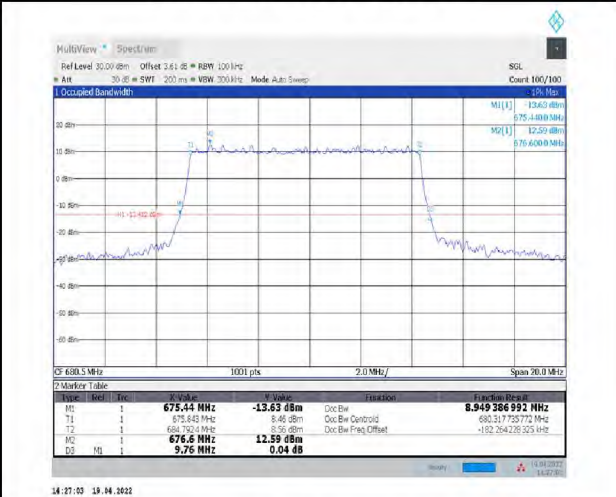 MultiView Spectrum
Ref Level 30.00 dBm Offset 3.61 dB RBW 100 kHz SGL
Att 30 dB SWT 200 ms VBW 300 kHz Mode Auto Sweep Count 100/100
1 Occupied Bandwidth 1Pk Max
M1[1] -13.63 dBm
675.4400 MHz
M2[1] 12.59 dBm
676.6000 MHz
20 dBm
10 dBm
0 dBm
-10 dBm
-20 dBm
-30 dBm
-40 dBm
-50 dBm
-60 dBm
CF 680.5 MHz 1001 pts 2.0 MHz/ Span 20.0 MHz
2 Marker Table
Type Ref Trc X-Value Y-Value Function Function Result
M1 1 675.44 MHz -13.63 dBm Occ Bw 8.949 386 992 MHz
T1 1 675.843 MHz 8.46 dBm Occ Bw Centroid 680.317 735 772 MHz
T2 1 684.7924 MHz 8.56 dBm Occ Bw Freq Offset -182.264 228 325 kHz
M2 1 676.6 MHz 12.59 dBm
D3 M1 1 9.76 MHz 0.04 dB
Ready 19.04.2022
16:27:03 19.04.2022